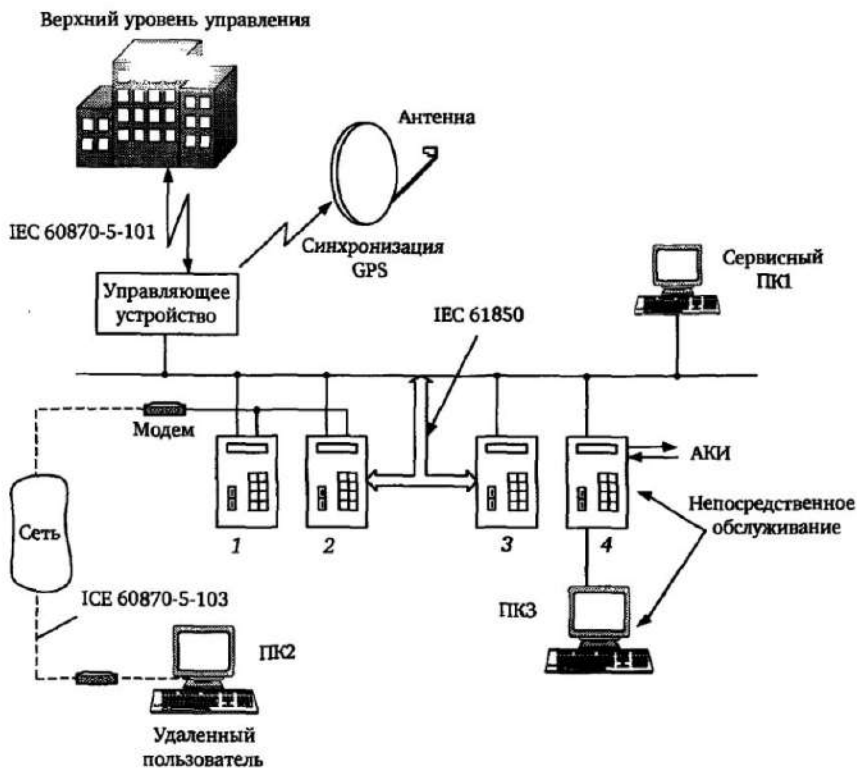 Верхний уровень управления
Антенна
IEC 60870-5-101
Синхронизация
GPS
Сервисный
ПК1
Управляющее
устройство
IEC 61850
Модем
АКИ
Непосредственное
обслуживание
Сеть
1
2
3
4
ICE 60870-5-103
ПК3
ПК2
Удаленный
пользователь